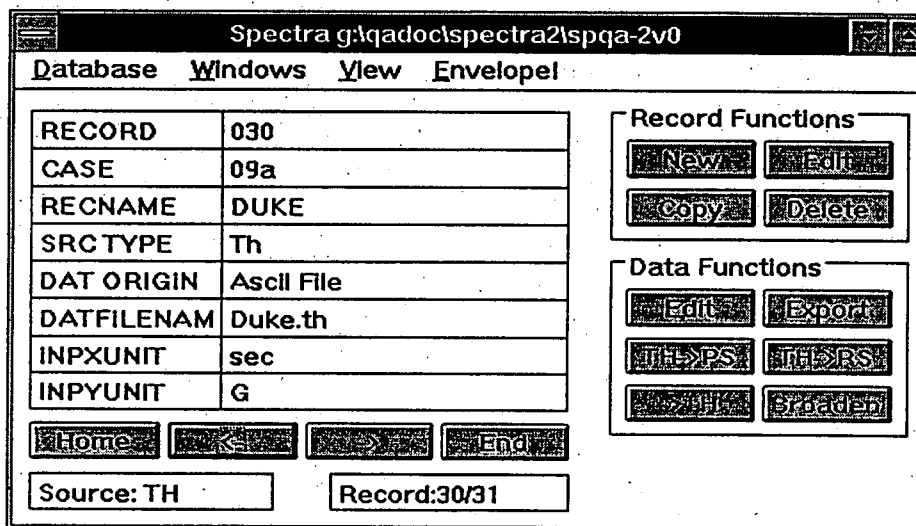 Spectra g:\qadoc\spectra2\spqa-2v0
Database Windows View Envelope!
RECORD 030
CASE 09a
RECNAME DUKE
SRCTYPE Th
DAT ORIGIN Ascii File
DATFILENAM Duke.th
INPXUNIT sec
INPYUNIT G
Home <- -> End
Source: TH Record:30/31
Record Functions
New Edit
Copy Delete
Data Functions
Edit Export
TH->PS TH->RS
Broaden